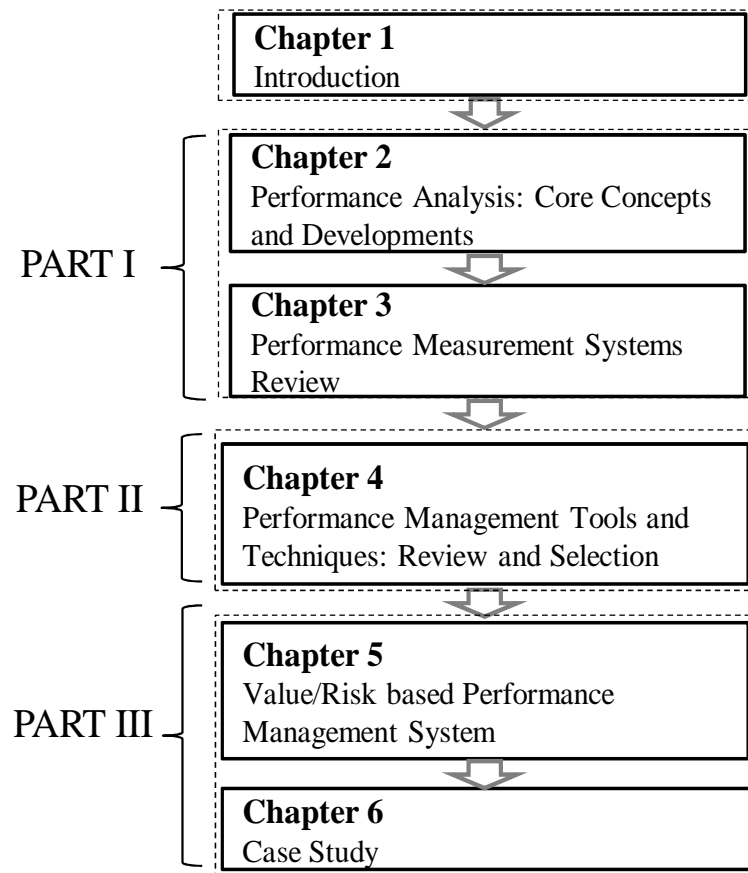 Chapter 1
Introduction
PART I
Chapter 2
Performance Analysis: Core Concepts
and Developments
Chapter 3
Performance Measurement Systems
Review
PART II
Chapter 4
Performance Management Tools and
Techniques: Review and Selection
PART III
Chapter 5
Value/Risk based Performance
Management System
Chapter 6
Case Study